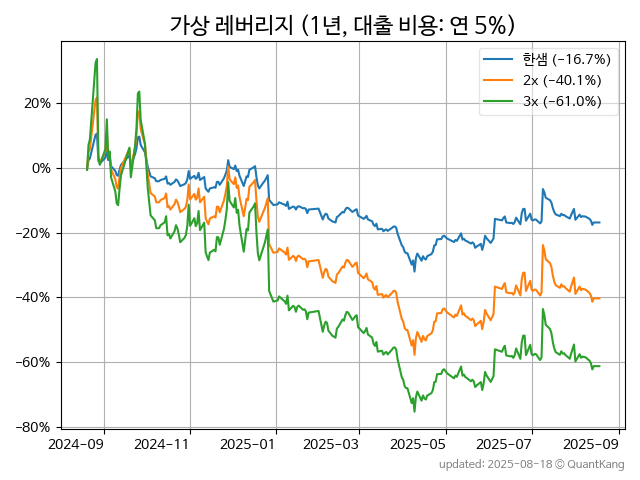 가상 레버리지 (1년, 대출 비용: 연 5%)
한샘 (−16.7%)
2x (−40.1%)
3x (−61.0%)
20%
0%
−20%
−40%
−60%
−80%
2024−09 2024−11 2025−01 2025−03 2025−05 2025−07 2025−09
updated: 2025-08-18 © QuantKang